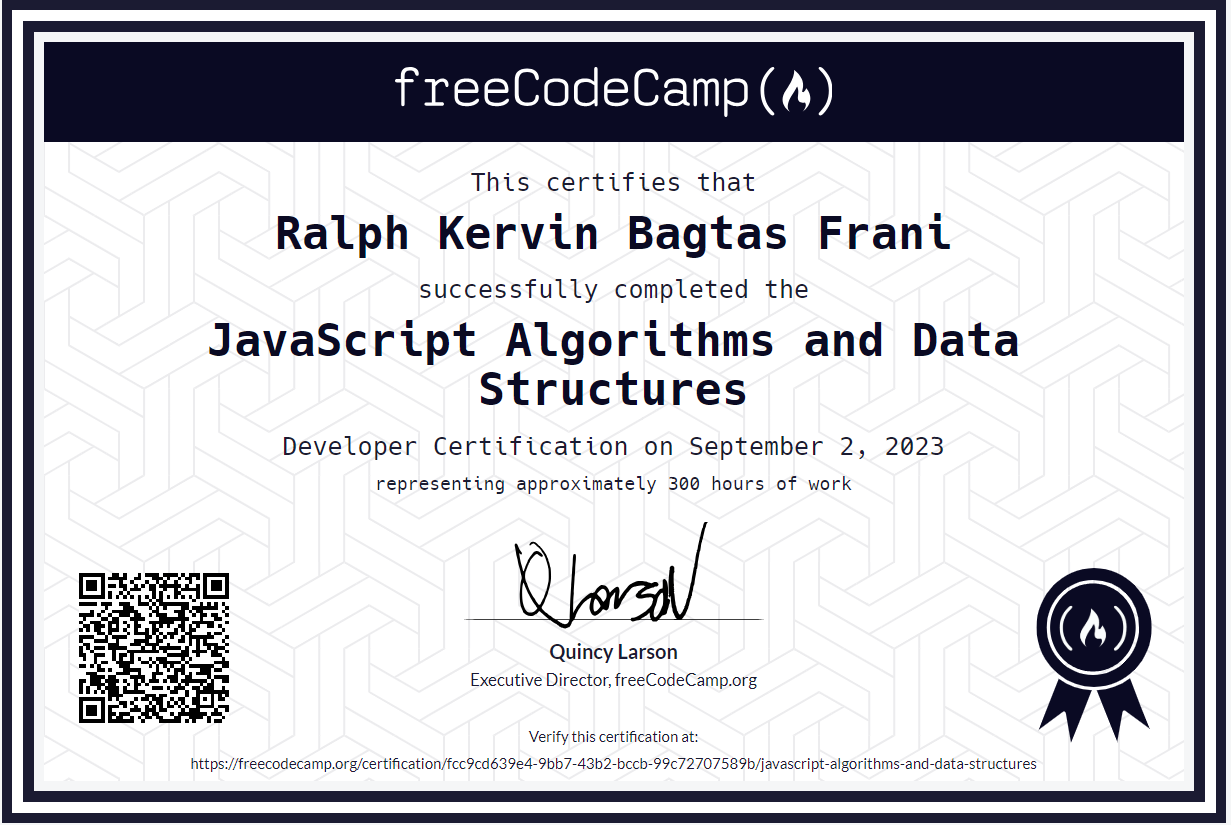 freeCodeCamp
This certifies that
Ralph Kervin Bagtas Frani
successfully completed the
JavaScript Algorithms and Data
Structures
Developer Certification on September 2, 2023
representing approximately 300 hours of work
Quincy Larson
Executive Director, freeCodeCamp.org
Verify this certification at:
https://freecodecamp.org/certification/fcc9cd639e4-9bb7-43b2-bccb-99c72707589b/javascript-algorithms-and-data-structures